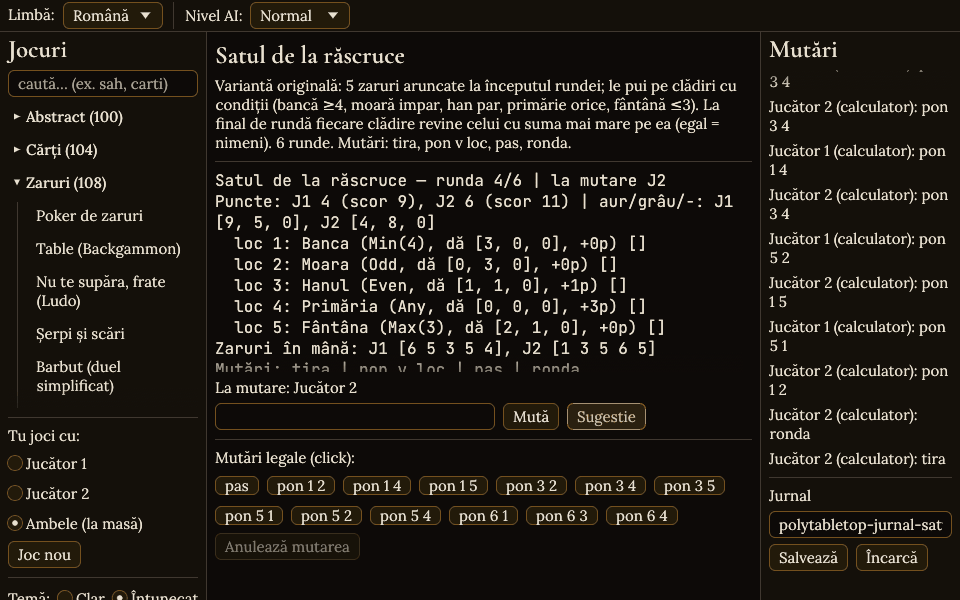 Limbă: Română ▼ Nivel AI: Normal ▼
Jocuri
caută... (ex. sah, carti)
▸ Abstract (100)
▸ Cărți (104)
▾ Zaruri (108)
Poker de zaruri
Table (Backgammon)
Nu te supăra, frate
(Ludo)
Șerpi și scări
Barbut (duel
simplificat)
Tu joci cu:
Jucător 1
Jucător 2
Ambele (la masă)
Joc nou
Temă: Clar Întunecat
Satul de la răscruce
Variantă originală: 5 zaruri aruncate la începutul rundei; le pui pe clădiri cu
condiții (bancă ≥4, moară impar, han par, primărie orice, fântână ≤3). La
final de rundă fiecare clădire revine celui cu suma mai mare pe ea (egal =
nimeni). 6 runde. Mutări: tira, pon v loc, pas, ronda.
Satul de la răscruce — runda 4/6 | la mutare J2
Puncte: J1 4 (scor 9), J2 6 (scor 11) | aur/grâu/-: J1
[9, 5, 0], J2 [4, 8, 0]
loc 1: Banca (Min(4), dă [3, 0, 0], +0p) []
loc 2: Moara (Odd, dă [0, 3, 0], +0p) []
loc 3: Hanul (Even, dă [1, 1, 0], +1p) []
loc 4: Primăria (Any, dă [0, 0, 0], +3p) []
loc 5: Fântâna (Max(3), dă [2, 1, 0], +0p) []
Zaruri în mână: J1 [6 5 3 5 4], J2 [1 3 5 6 5]
Mutări: tira | pon v loc | pas | ronda
La mutare: Jucător 2
Mută Sugestie
Mutări legale (click):
pas pon 1 2 pon 1 4 pon 1 5 pon 3 2 pon 3 4 pon 3 5
pon 5 1 pon 5 2 pon 5 4 pon 6 1 pon 6 3 pon 6 4
Anulează mutarea
Mutări
3 4
Jucător 2 (calculator): pon
3 4
Jucător 1 (calculator): pon
1 4
Jucător 2 (calculator): pon
3 4
Jucător 1 (calculator): pon
5 2
Jucător 2 (calculator): pon
1 5
Jucător 1 (calculator): pon
5 1
Jucător 2 (calculator): pon
1 2
Jucător 2 (calculator):
ronda
Jucător 2 (calculator): tira
Jurnal
polytabletop-jurnal-sat
Salvează Încarcă